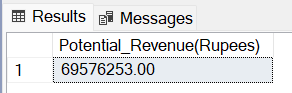 Results Messages
Potential_Revenue(Rupees)
1 69576253.00